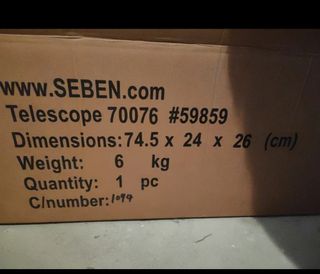 www.SEBEN.com
Telescope 70076 #59859
Dimensions: 74.5 x 24 x 26 (cm)
Weight: 6 kg
Quantity: 1 pc
C/number: 1094